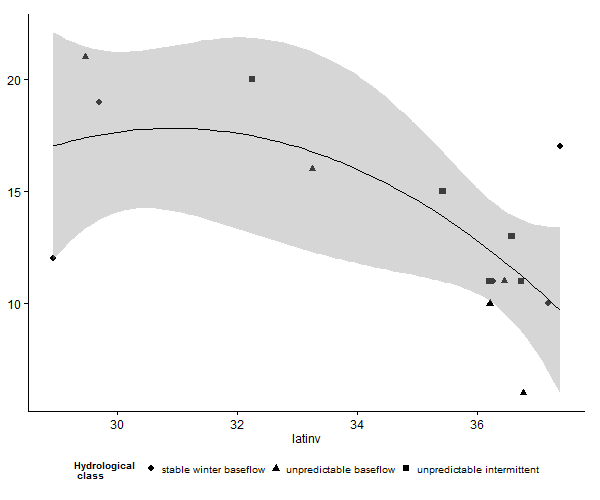 20
15
10
30 32 34 36
latinv
Hydrological
class
stable winter baseflow unpredictable baseflow unpredictable intermittent